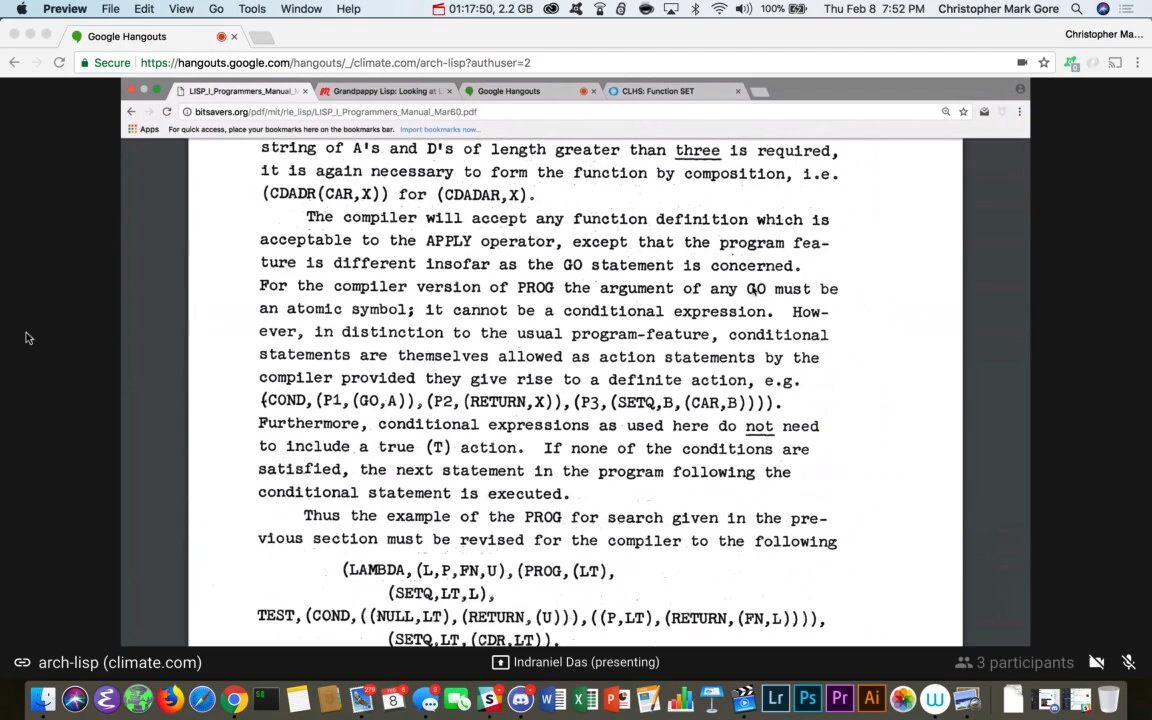 Preview File Edit View Go Tools Window Help 01:17:50, 2.2 GB 100% Thu Feb 8 7:52 PM Christopher Mark Gore
Google Hangouts Christopher Ma...
Secure https://hangouts.google.com/hangouts/_/climate.com/arch-lisp?authuser=2
LISP_I_Programmers_Manual_M Grandpappy Lisp: Looking at L Google Hangouts CLHS: Function SET
bitsavers.org/pdf/mit/rle_lisp/LISP_I_Programmers_Manual_Mar60.pdf
Apps For quick access, place your bookmarks here on the bookmarks bar. Import bookmarks now...
string of A's and D's of length greater than three is required,
it is again necessary to form the function by composition, i.e.
(CDADR(CAR,X)) for (CDADAR,X).
The compiler will accept any function definition which is
acceptable to the APPLY operator, except that the program fea-
ture is different insofar as the GO statement is concerned.
For the compiler version of PROG the argument of any GO must be
an atomic symbol; it cannot be a conditional expression. How-
ever, in distinction to the usual program-feature, conditional
statements are themselves allowed as action statements by the
compiler provided they give rise to a definite action, e.g.
(COND,(P1,(GO,A)),(P2,(RETURN,X)),(P3,(SETQ,B,(CAR,B)))).
Furthermore, conditional expressions as used here do not need
to include a true (T) action. If none of the conditions are
satisfied, the next statement in the program following the
conditional statement is executed.
Thus the example of the PROG for search given in the pre-
vious section must be revised for the compiler to the following
(LAMBDA,(L,P,FN,U),(PROG,(LT),
(SETQ,LT,L),
TEST,(COND,((NULL,LT),(RETURN,(U))),((P,LT),(RETURN,(FN,L)))),
(SETQ,LT,(CDR,LT)),
arch-lisp (climate.com) Indraniel Das (presenting) 3 participants
279 FEB 8 3 Lr Ps Pr Ai